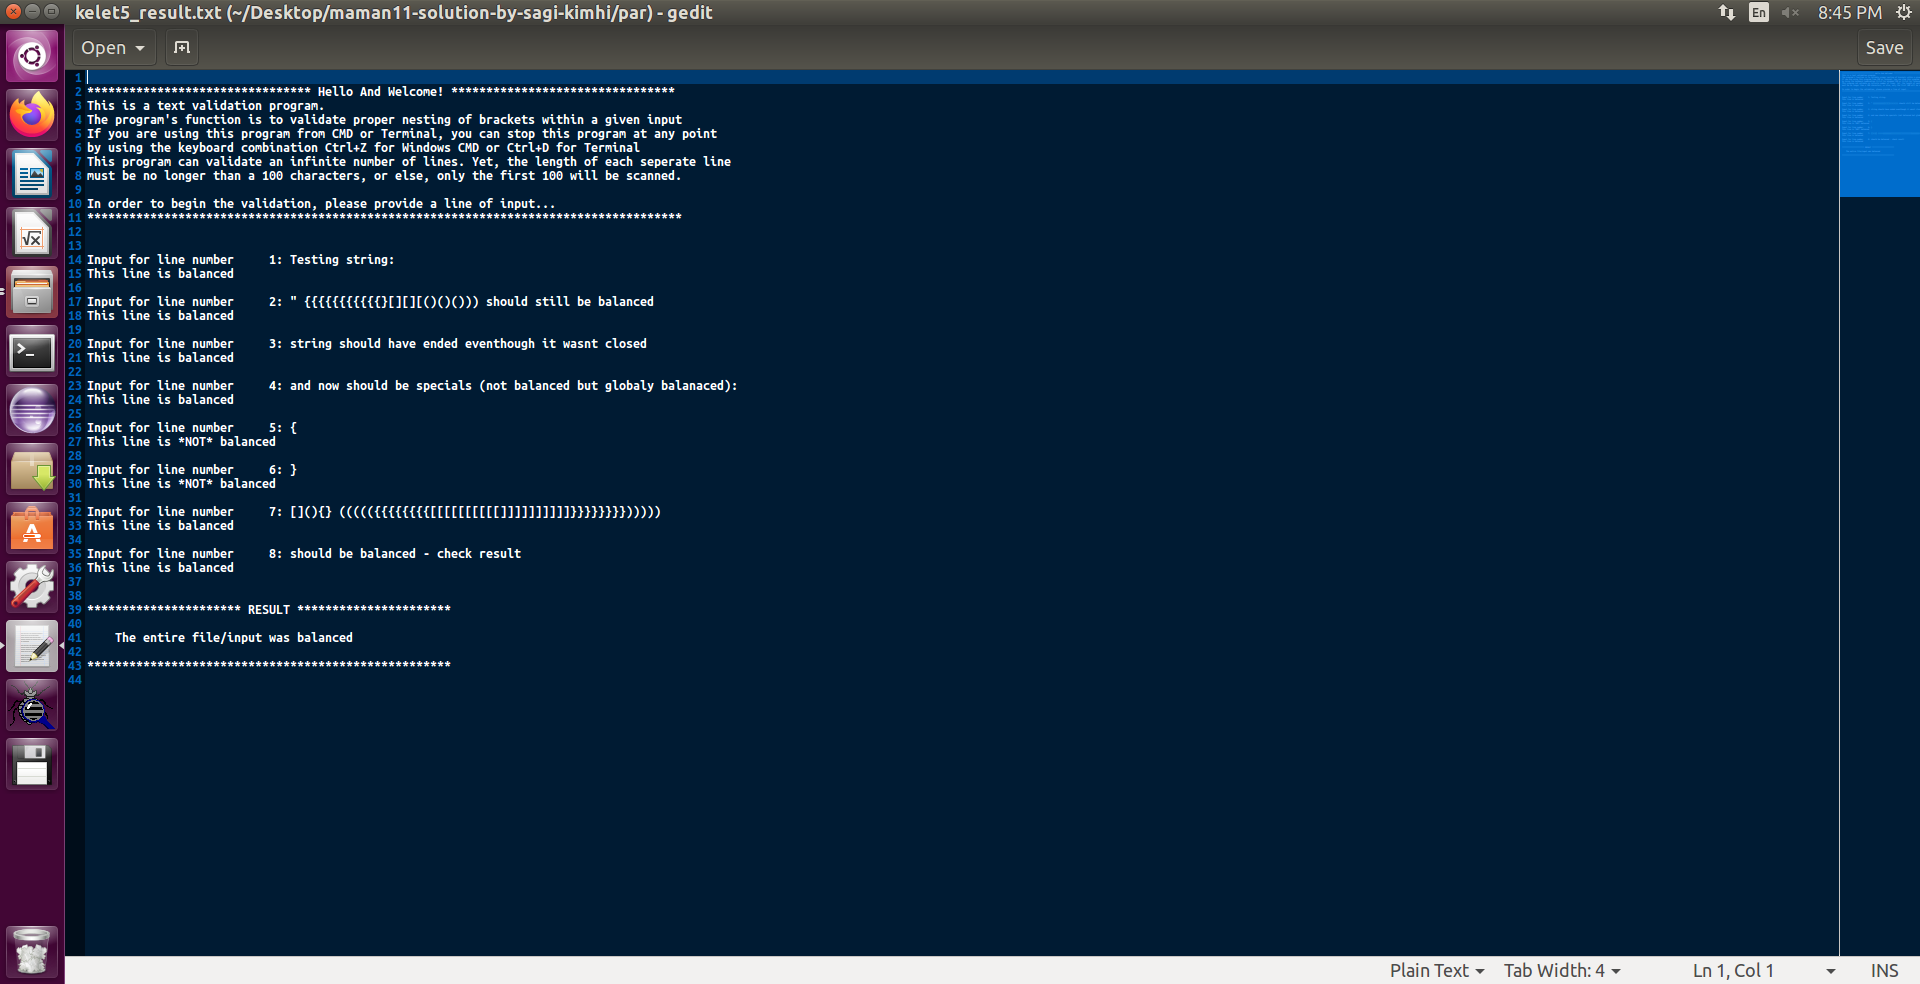 kelet5_result.txt (~/Desktop/maman11-solution-by-sagi-kimhi/par) - gedit
En
8:45 PM
Open
Save
1
2 ******************************** Hello And Welcome! ********************************
3 This is a text validation program.
4 The program's function is to validate proper nesting of brackets within a given input
5 If you are using this program from CMD or Terminal, you can stop this program at any point
6 by using the keyboard combination Ctrl+Z for Windows CMD or Ctrl+D for Terminal
7 This program can validate an infinite number of lines. Yet, the length of each seperate line
8 must be no longer than a 100 characters, or else, only the first 100 will be scanned.
9
10 In order to begin the validation, please provide a line of input...
11 *************************************************************************************
12
13
14 Input for line number     1: Testing string:
15 This line is balanced
16
17 Input for line number     2: " {{{{{{{{{{{}[][][()()())) should still be balanced
18 This line is balanced
19
20 Input for line number     3: string should have ended eventhough it wasnt closed
21 This line is balanced
22
23 Input for line number     4: and now should be specials (not balanced but globaly balanaced):
24 This line is balanced
25
26 Input for line number     5: {
27 This line is *NOT* balanced
28
29 Input for line number     6: }
30 This line is *NOT* balanced
31
32 Input for line number     7: [](){} ((((({{{{{{{{[[[[[[[[[[]]]]]]]]]]}}}}}}}})))))
33 This line is balanced
34
35 Input for line number     8: should be balanced - check result
36 This line is balanced
37
38
39 ********************** RESULT **********************
40
41     The entire file/input was balanced
42
43 ****************************************************
44
Plain Text
Tab Width: 4
Ln 1, Col 1
INS